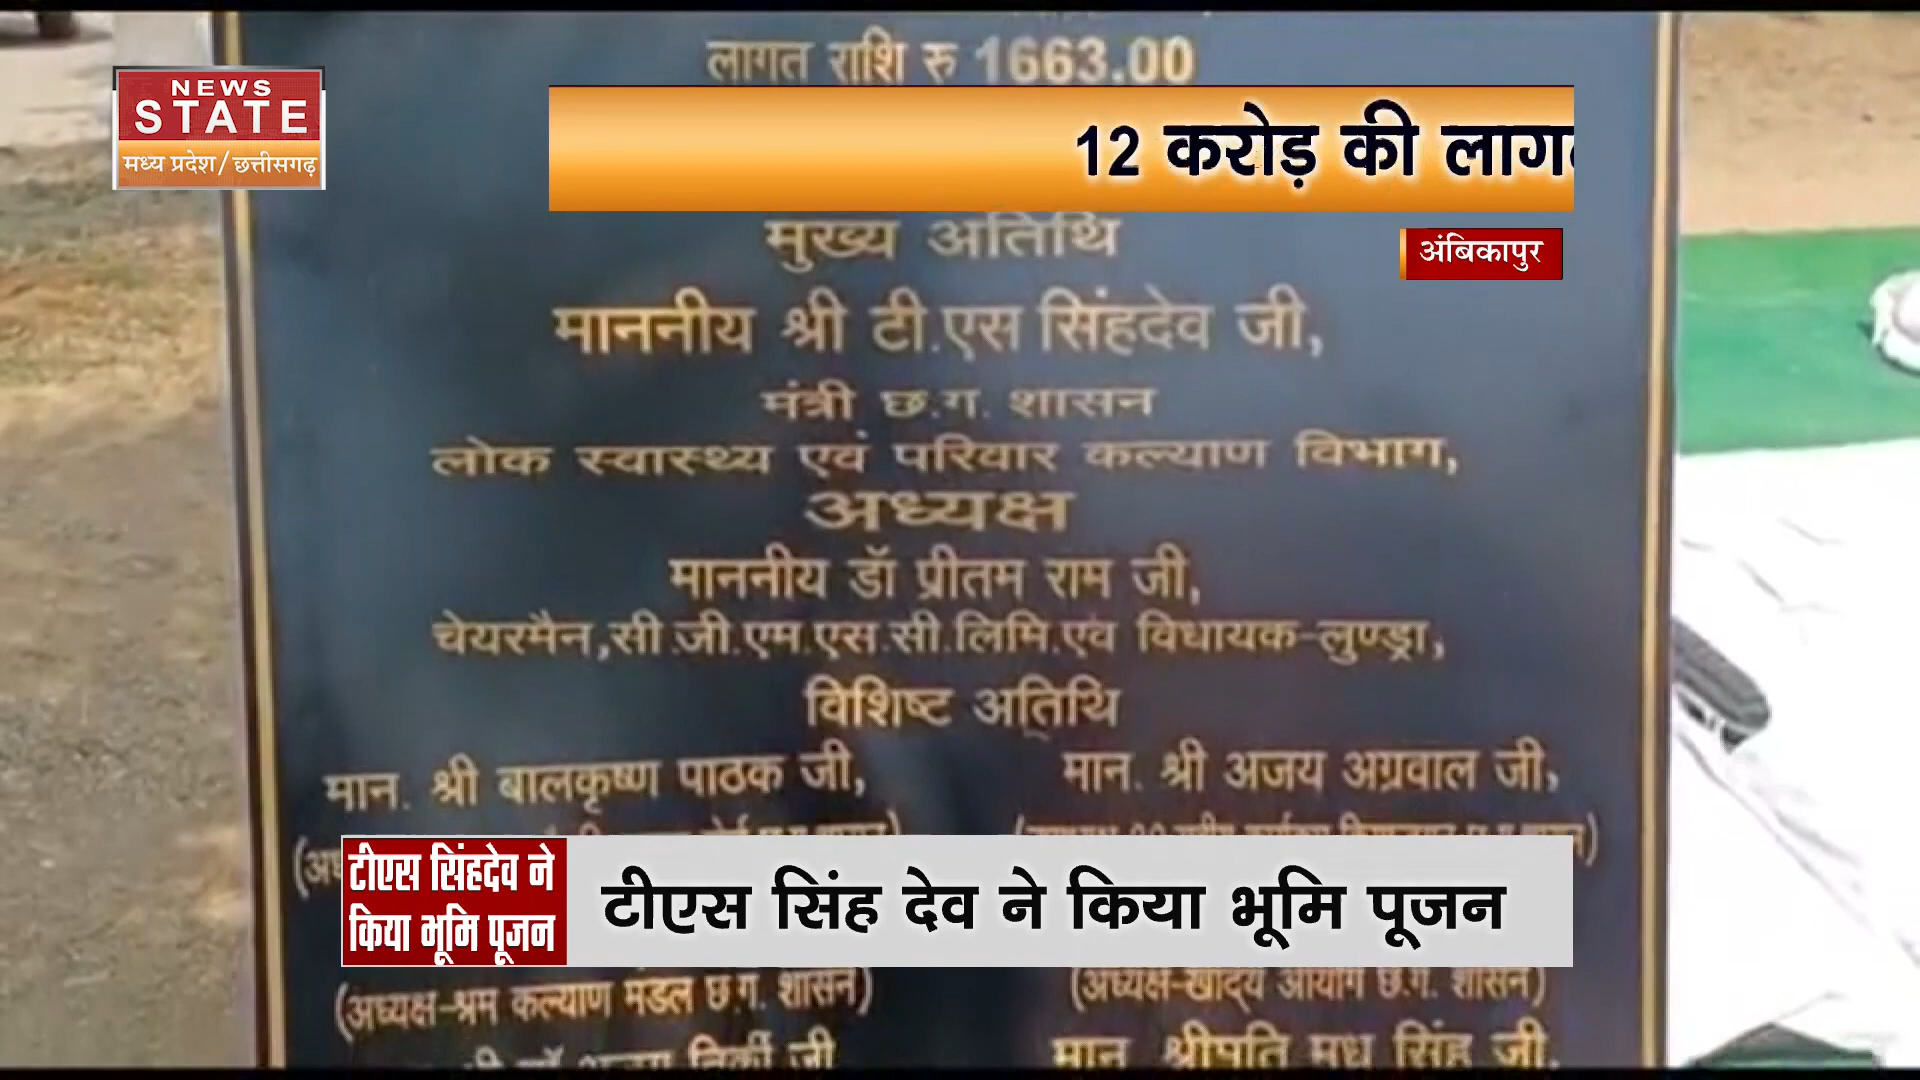 लागत राशि रु 1663.00
NEWS
STATE
मध्य प्रदेश/छत्तीसगढ़
12 करोड़ की
अंबिकापुर
मुख्य अतिथि
माननीय श्री टी.एस सिंहदेव जी,
मंत्री छ.ग. शासन
लोक स्वास्थ्य एवं परिवार कल्याण विभाग,
अध्यक्ष
माननीय डॉ प्रीतम राम जी,
चेयरमैन,सी.जी.एम.एस.सी.लिमि.एवं विधायक-लुण्ड्रा,
विशिष्ट अतिथि
मान. श्री बालकृष्ण पाठक जी,
मान. श्री अजय अग्रवाल जी,
टीएस सिंहदेव ने
किया भूमि पूजन
टीएस सिंह देव ने किया भूमि पूजन
(अध्यक्ष-श्रम कल्याण मंडल छ.ग. शासन)
(अध्यक्ष-खाद्य आयोग छ.ग. शासन)